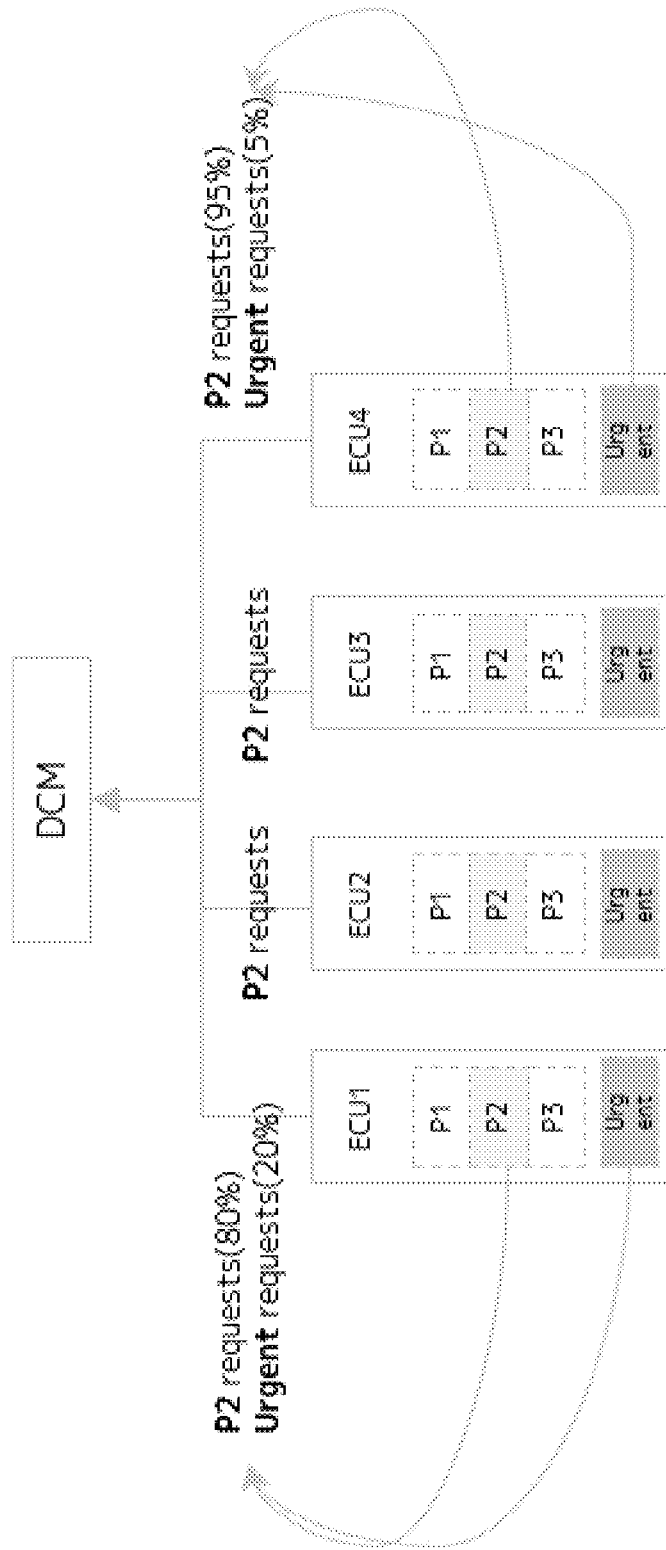 DCM
P2 requests(80%)
Urgent requests(20%)
P2 requests
P2 requests
P2 requests(95%)
Urgent requests(5%)
ECU1
P1
P2
P3
Urg
ent
ECU2
P1
P2
P3
Urg
ent
ECU3
P1
P2
P3
Urg
ent
ECU4
P1
P2
P3
Urg
ent